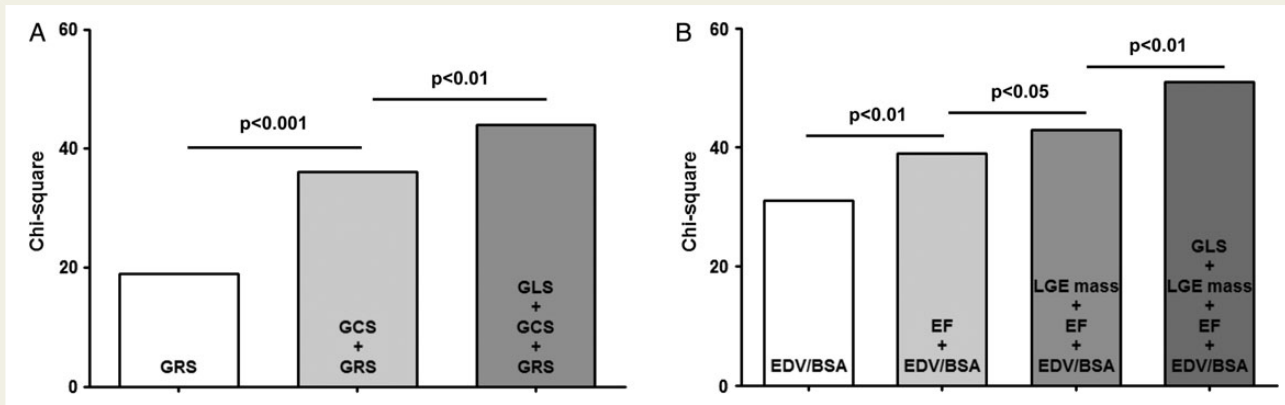 A
60
40
20
0
Chi-square
p<0.001
p<0.01
GRS
GCS
+
GRS
GLS
+
GCS
+
GRS
B
60
40
20
0
Chi-square
p<0.01
p<0.05
p<0.01
EDV/BSA
EF
+
EDV/BSA
LGE mass
+
EF
+
EDV/BSA
GLS
+
LGE mass
+
EF
+
EDV/BSA